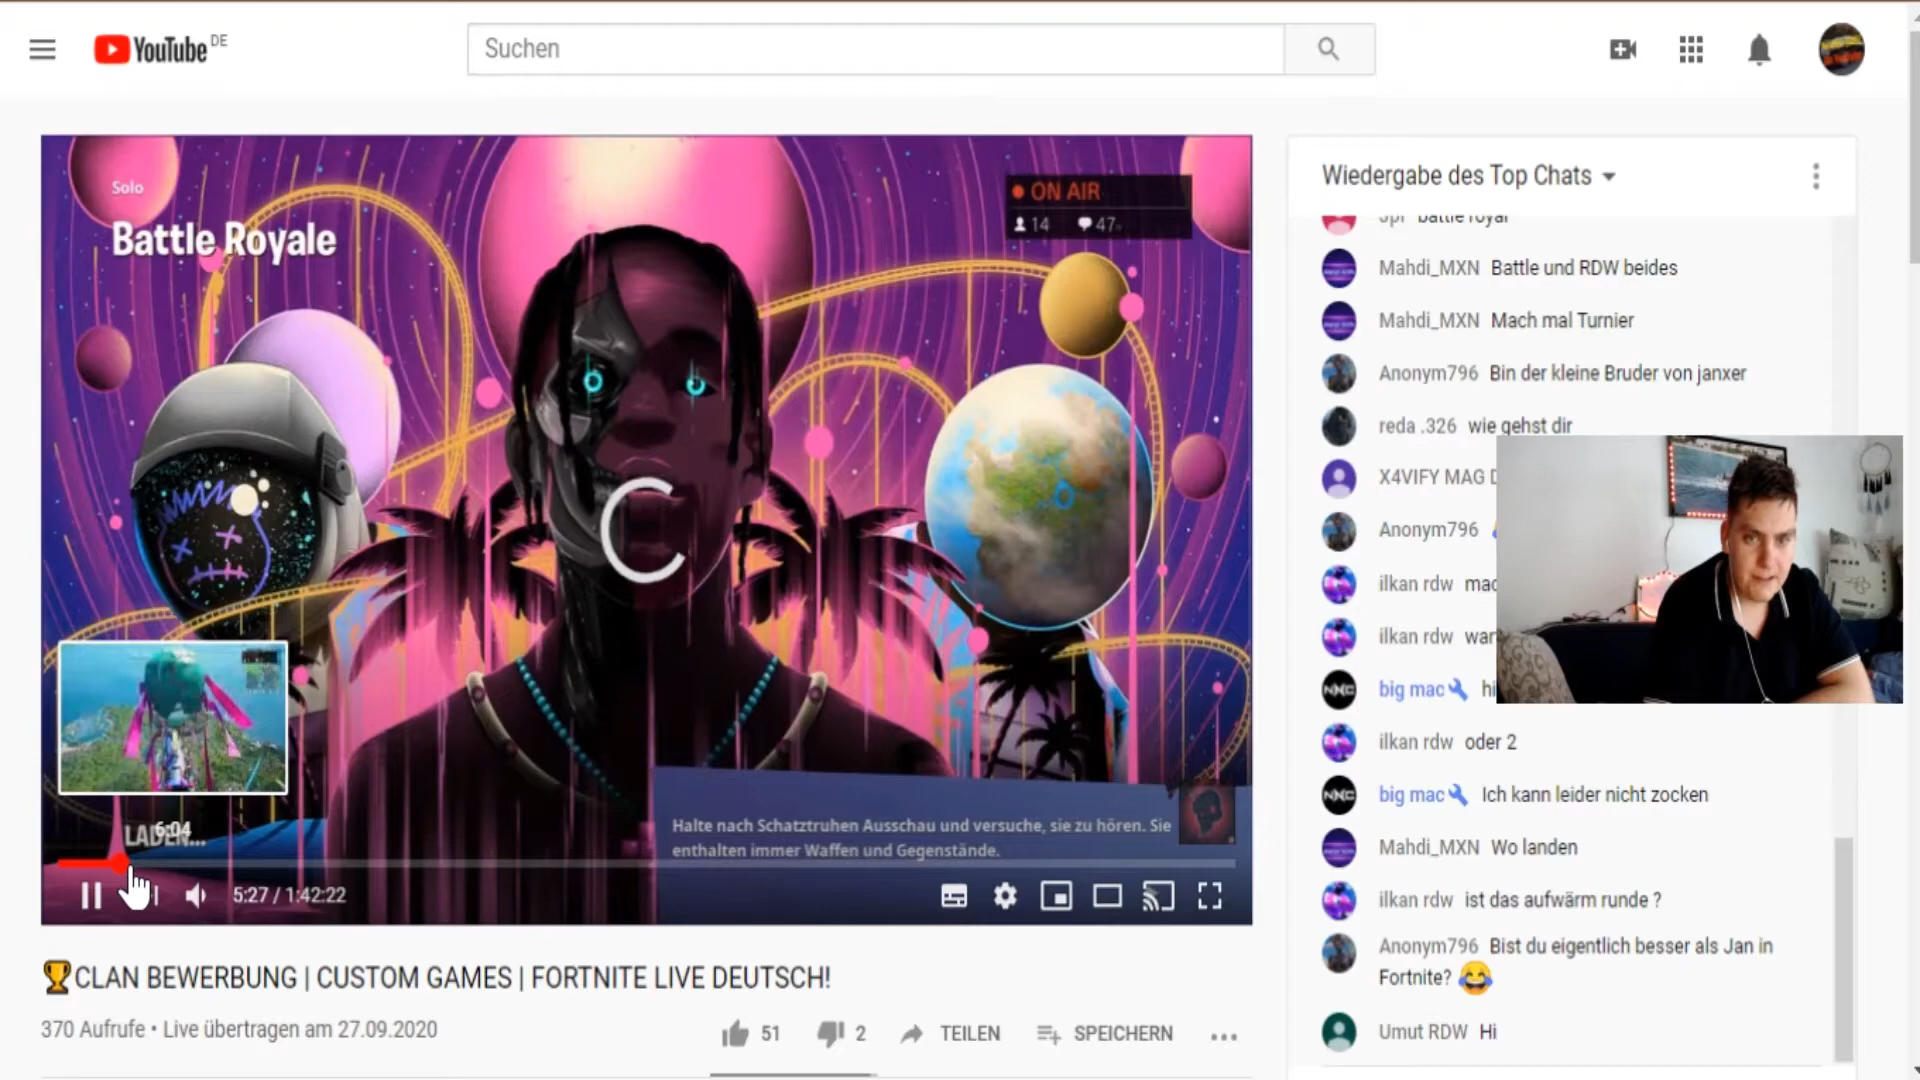 YouTube DE
Suchen
Solo
Battle Royale
ON AIR
14 47
6:04
LADEN...
Halte nach Schatztruhen Ausschau und versuche, sie zu hören. Sie
enthalten immer Waffen und Gegenstände.
5:27 / 1:42:22
🏆CLAN BEWERBUNG | CUSTOM GAMES | FORTNITE LIVE DEUTSCH!
370 Aufrufe • Live übertragen am 27.09.2020
51 2 TEILEN SPEICHERN
Wiedergabe des Top Chats
battle royal
Mahdi_MXN Battle und RDW beides
Mahdi_MXN Mach mal Turnier
Anonym796 Bin der kleine Bruder von janxer
reda .326 wie gehst dir
X4VIFY MAG
Anonym796
ilkan rdw
ilkan rdw
big mac hi
ilkan rdw oder 2
big mac Ich kann leider nicht zocken
Mahdi_MXN Wo landen
ilkan rdw ist das aufwärm runde ?
Anonym796 Bist du eigentlich besser als Jan in
Fortnite? 😂
Umut RDW Hi